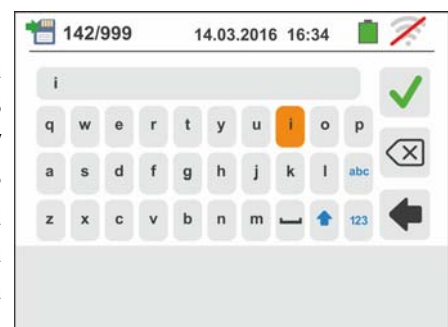 142/999 14.03.2016 16:34
i
q w e r t y u i o p
a s d f g h j k l abc
z x c v b n m 123